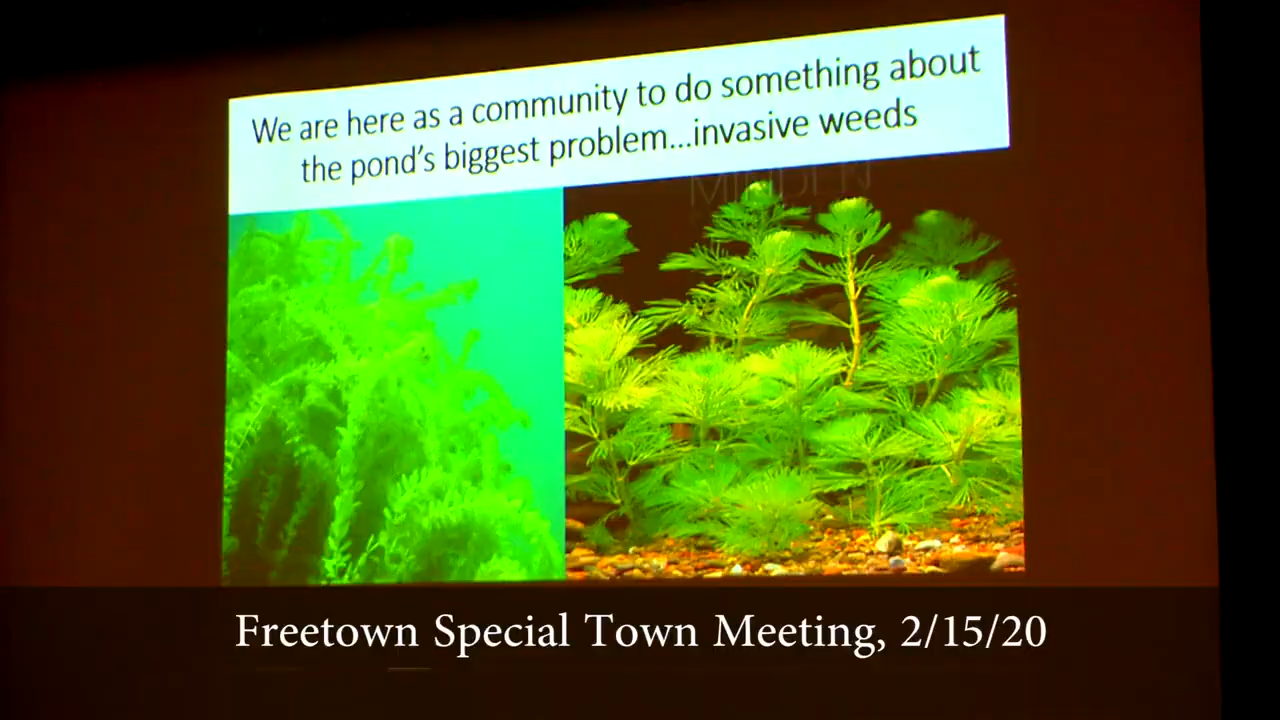 We are here as a community to do something about
the pond's biggest problem...invasive weeds
MINDEN
Freetown Special Town Meeting, 2/15/20